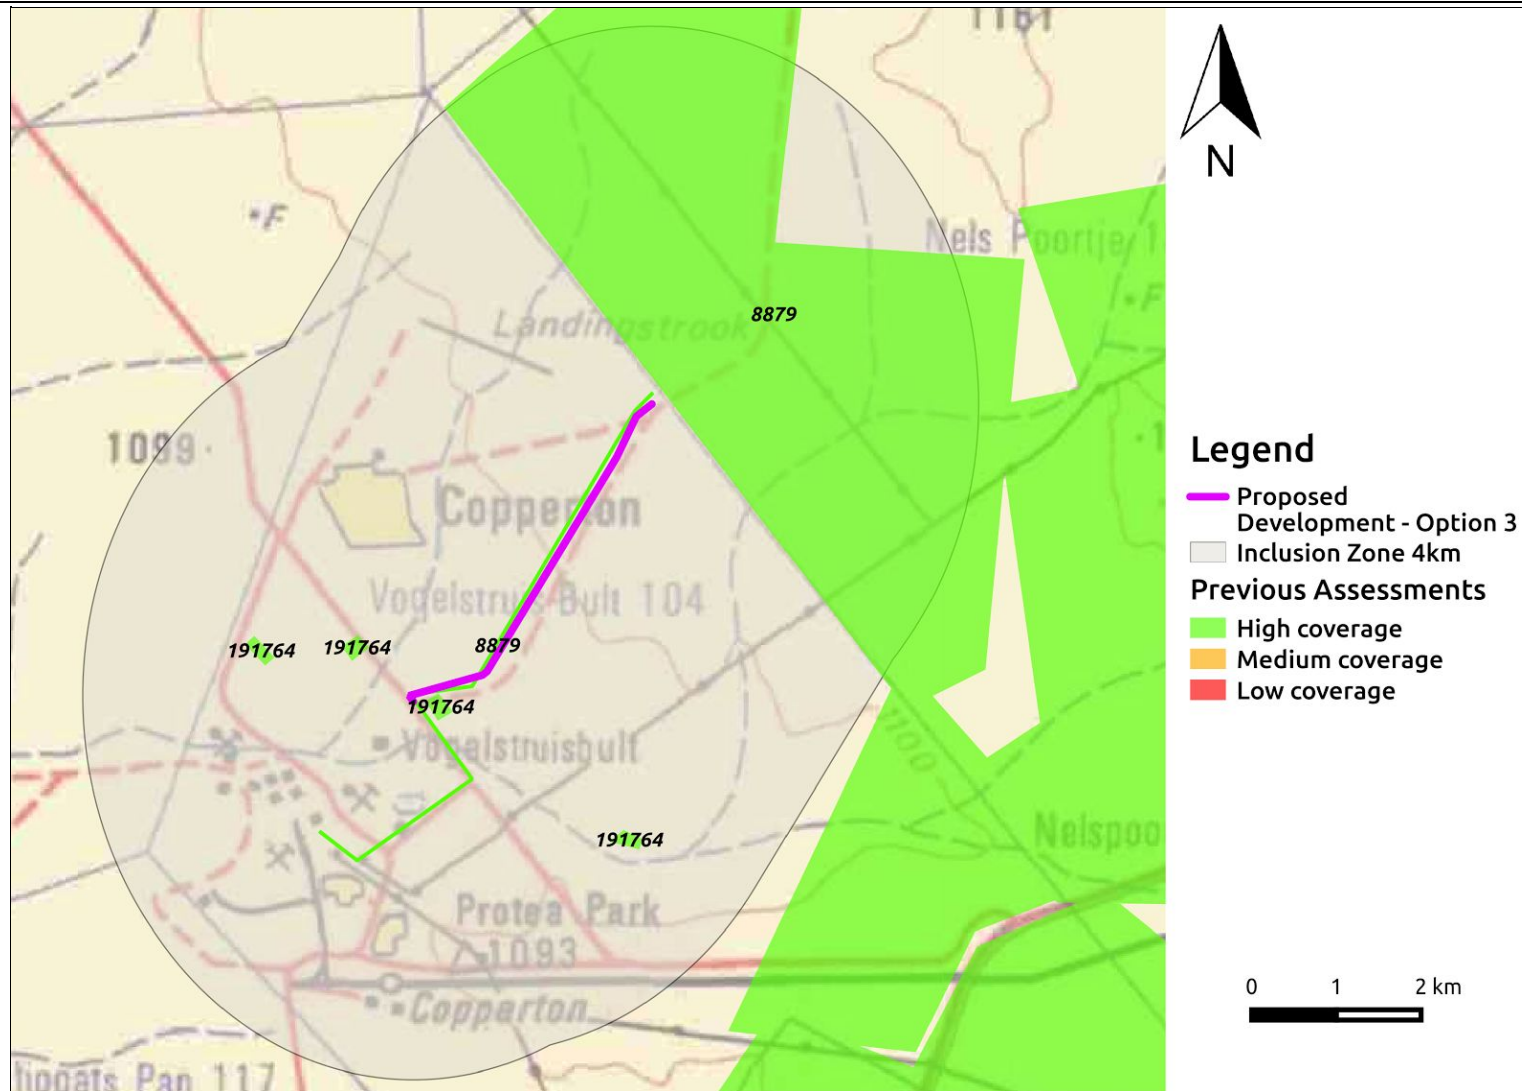 1161
N
F
Nels Poortje 1
F
8879
Landingstrook
1099
Copperton
Vogelstruis Bult 104
191764
191764
8879
191764
Vogelstruisbult
1100
191764
Nelspoo
Protea Park
1093
Copperton
Legend
Proposed
Development - Option 3
Inclusion Zone 4km
Previous Assessments
High coverage
Medium coverage
Low coverage
0 1 2 km